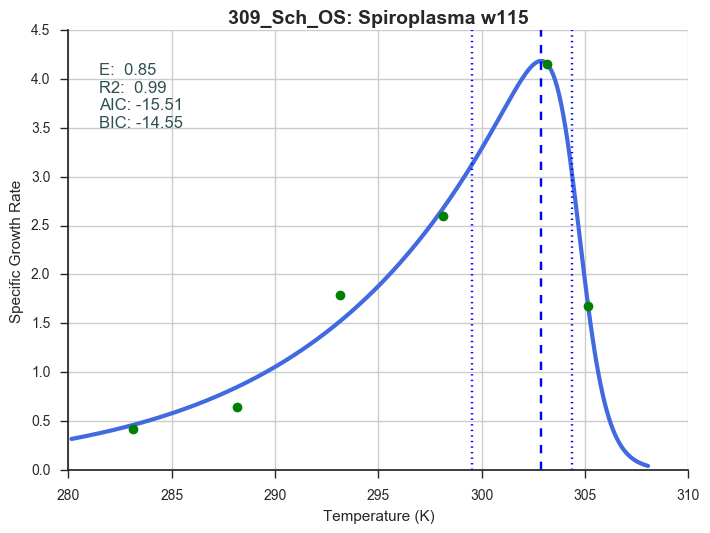 309_Sch_OS: Spiroplasma w115
E:  0.85
R2:  0.99
AIC: -15.51
BIC: -14.55
Specific Growth Rate
4.5
4.0
3.5
3.0
2.5
2.0
1.5
1.0
0.5
0.0
280 285 290 295 300 305 310
Temperature (K)